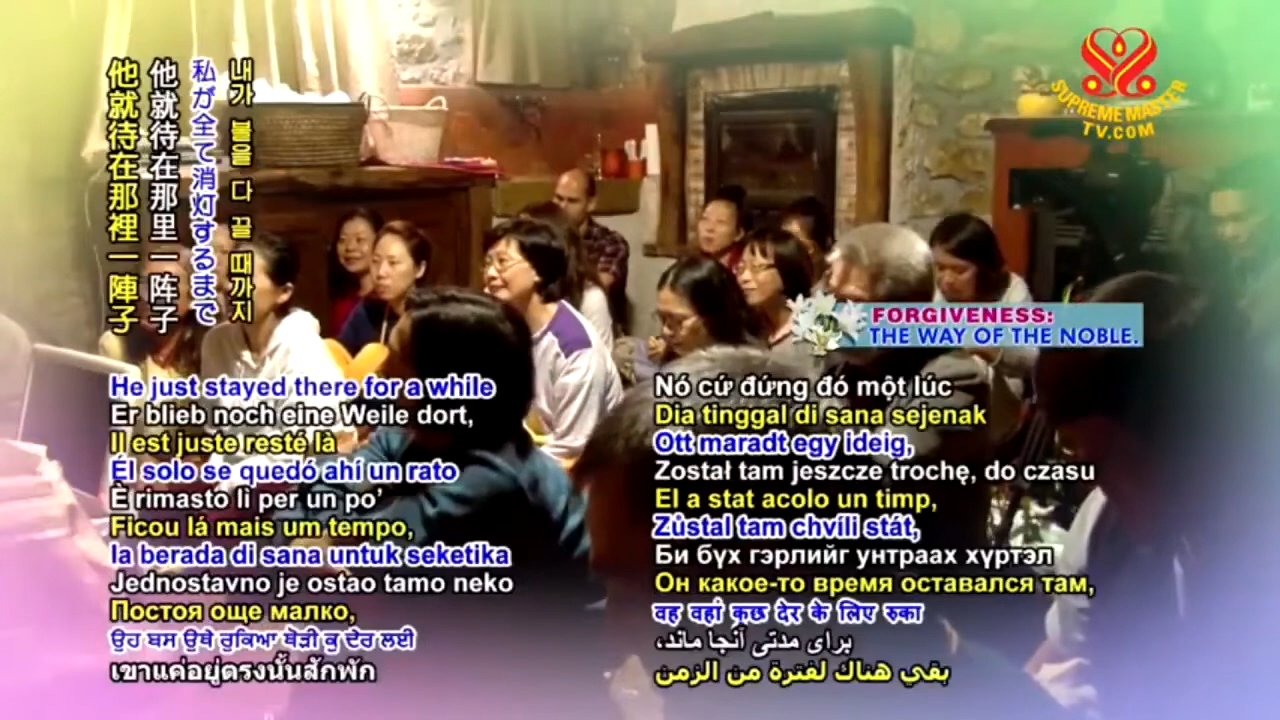 他就待在那裡一陣子
他就待在那里一阵子
私が全て消灯するまで
내가 불을 다 끌 때까지
SUPREME MASTER
TV.COM
FORGIVENESS:
THE WAY OF THE NOBLE.
He just stayed there for a while
Er blieb noch eine Weile dort,
Il est juste resté là
Él solo se quedó ahí un rato
È rimasto lì per un po’
Ficou lá mais um tempo,
Ia berada di sana untuk seketika
Jednostavno je ostao tamo neko
Постоя още малко,
ਉਹ ਬਸ ਉਥੇ ਰੁਕਿਆ ਥੋੜੀ ਕੁ ਦੇਰ ਲਈ
เขาแค่อยู่ตรงนั้นสักพัก
Nó cứ đứng đó một lúc
Dia tinggal di sana sejenak
Ott maradt egy ideig,
Został tam jeszcze trochę, do czasu
El a stat acolo un timp,
Zůstal tam chvíli stát,
Би бүх гэрлийг унтраах хүртэл
Он какое-то время оставался там,
वह वहां कुछ देर के लिए रुका
برای مدتی آنجا ماند،
بقي هناك لفترة من الزمن